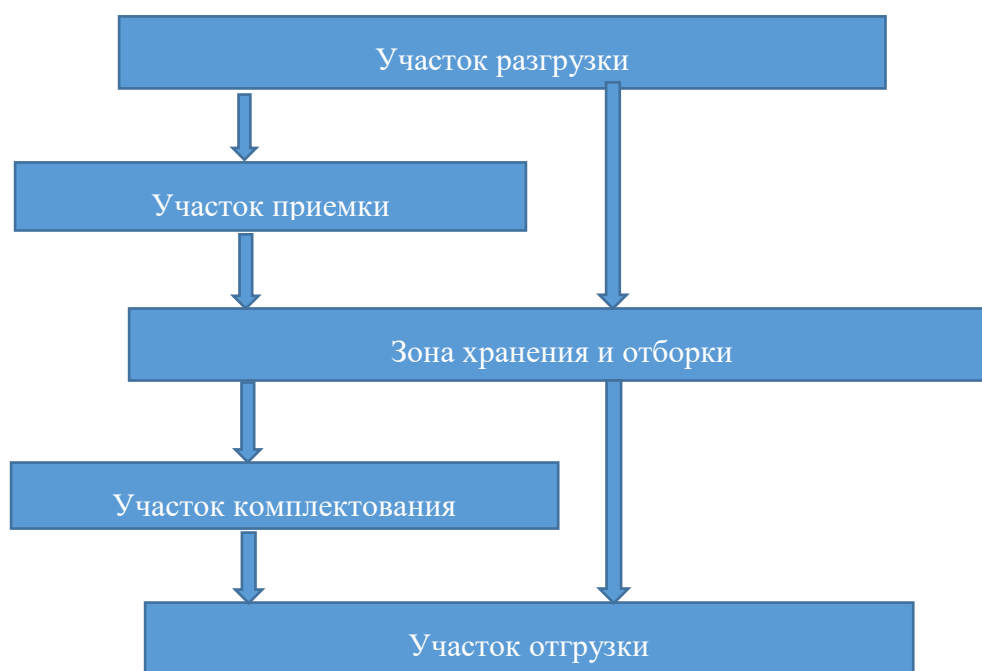 Участок разгрузки
Участок приемки
Зона хранения и отборки
Участок комплектования
Участок отгрузки